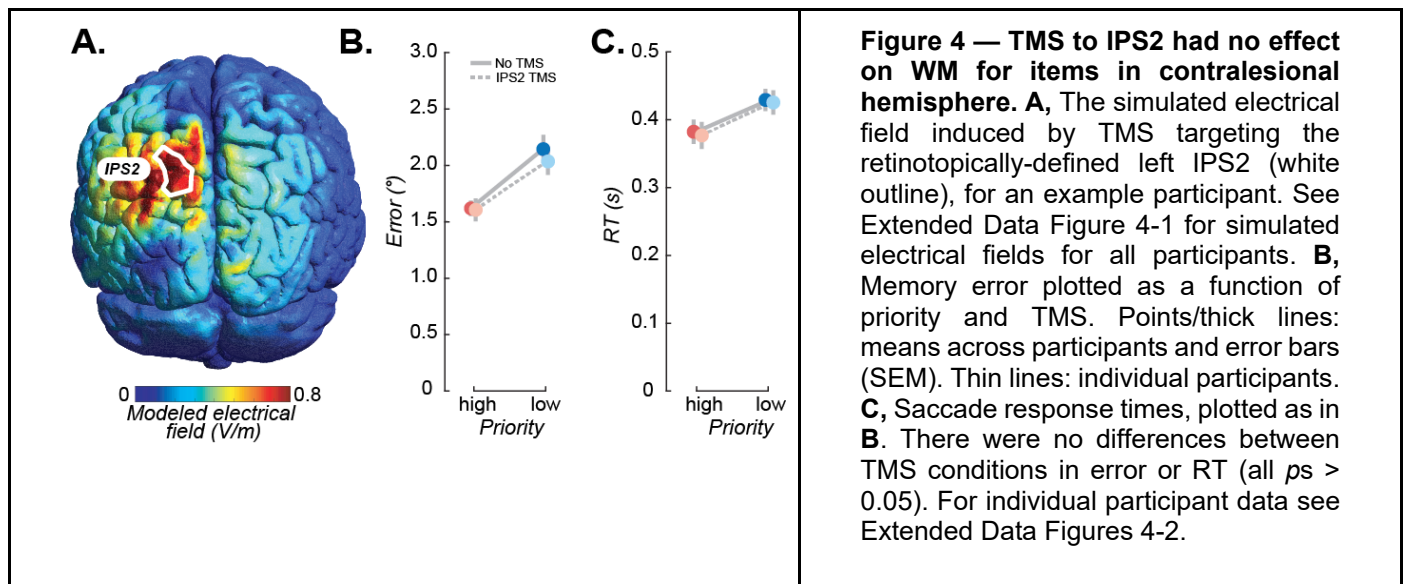 A.
IPS2
0 0.8
Modeled electrical
field (V/m)
B.
3.0
2.5
2.0
1.5
1.0
0.5
0
Error (°)
No TMS
IPS2 TMS
high low
Priority
C.
0.5
0.4
0.3
0.2
0.1
0
RT (s)
high low
Priority
Figure 4 — TMS to IPS2 had no effect
on WM for items in contralesional
hemisphere. A, The simulated electrical
field induced by TMS targeting the
retinotopically-defined left IPS2 (white
outline), for an example participant. See
Extended Data Figure 4-1 for simulated
electrical fields for all participants. B,
Memory error plotted as a function of
priority and TMS. Points/thick lines:
means across participants and error bars
(SEM). Thin lines: individual participants.
C, Saccade response times, plotted as in
B. There were no differences between
TMS conditions in error or RT (all ps >
0.05). For individual participant data see
Extended Data Figures 4-2.